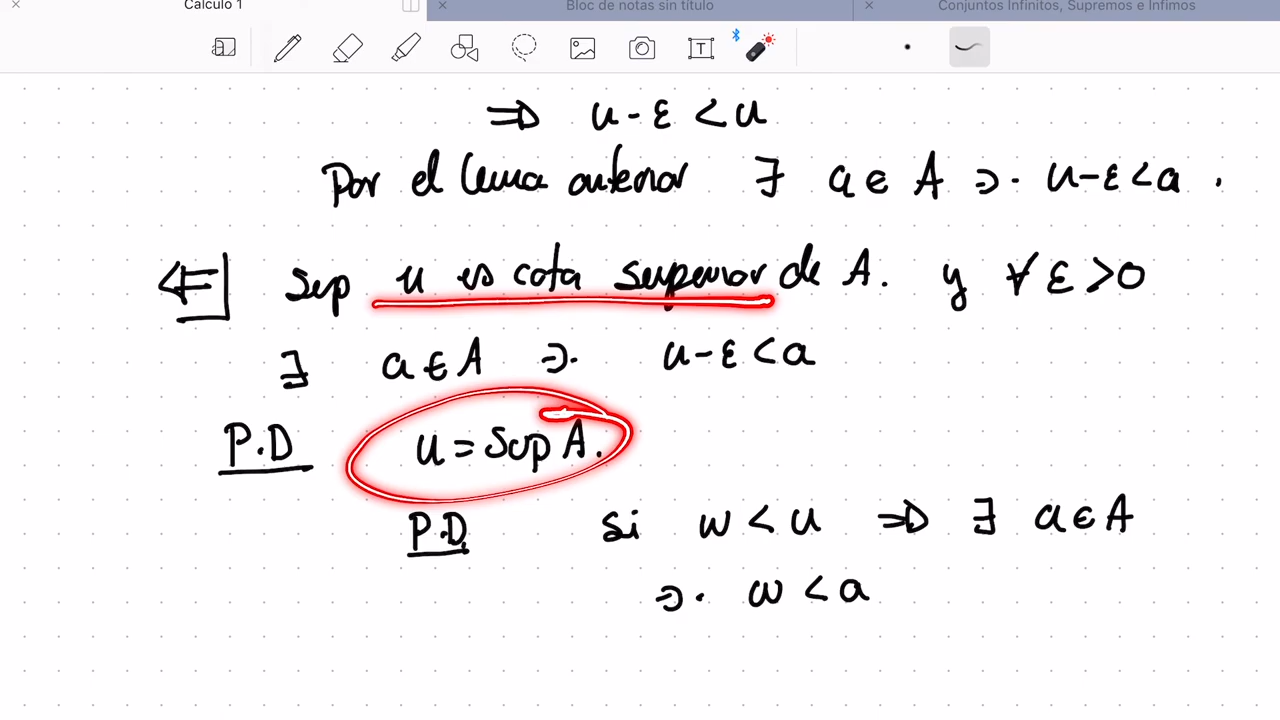 Calculo 1
Bloc de notas sin título
Conjuntos Infinitos, Supremos e Infimos
⇒ u-ε<u
Por el lema anterior ∃ a∈A ∋. u-ε<a.
⇐] Sup u es cota superior de A. y ∀ε>0
∃ a∈A ∋. u-ε<a
P.D u=Sup A.
P.D. Si w<u ⇒ ∃ a∈A
∋. w<a